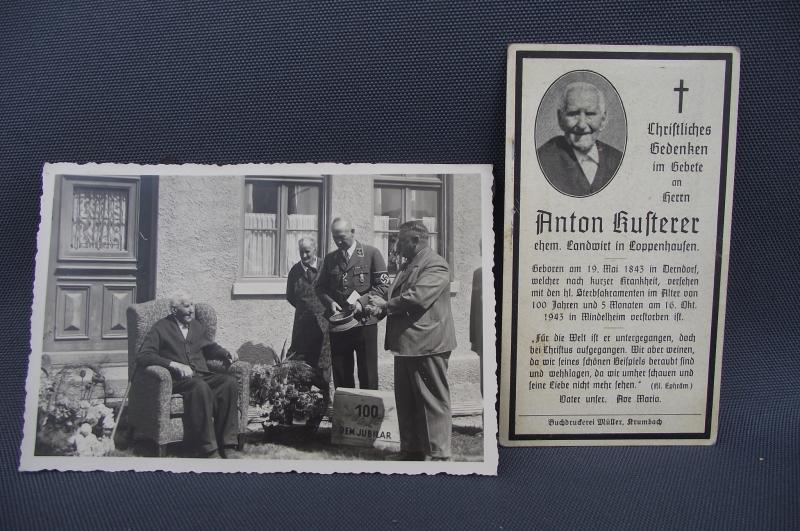 100
DEM JUBILAR
Christliches
Gedenken
im Gebete
an
Herrn
Anton Kusterer
ehem. Landwirt in Loppenhausen.
Geboren am 19. Mai 1843 in Derndorf,
welcher nach kurzer Krankheit, versehen
mit den hl. Sterbsakramenten im Alter von
100 Jahren und 5 Monaten am 16. Okt.
1943 in Mindelheim verstorben ist.
„Für die Welt ist er untergegangen, doch
bei Christus aufgegangen. Wir aber weinen,
da wir seines schönen Beispiels beraubt sind
und wehklagen, da wir umher schauen und
seine Liebe nicht mehr sehen.“ (Hl. Ephräm)
Vater unser. Ave Maria.
Buchdruckerei Müller, Krumbach